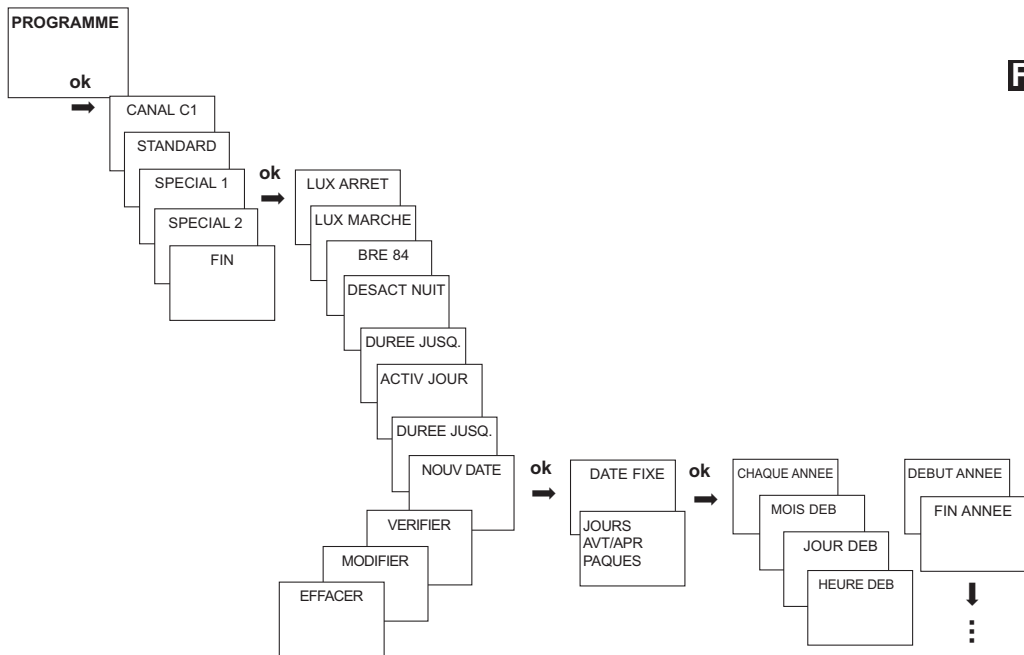 PROGRAMME
ok
CANAL C1
STANDARD
SPECIAL 1
SPECIAL 2
FIN
ok
LUX ARRET
LUX MARCHE
BRE 84
DESACT NUIT
DUREE JUSQ.
ACTIV JOUR
DUREE JUSQ.
NOUV DATE
VERIFIER
MODIFIER
EFFACER
ok
DATE FIXE
JOURS
AVT/APR
PAQUES
ok
CHAQUE ANNEE
MOIS DEB
JOUR DEB
HEURE DEB
DEBUT ANNEE
FIN ANNEE
F